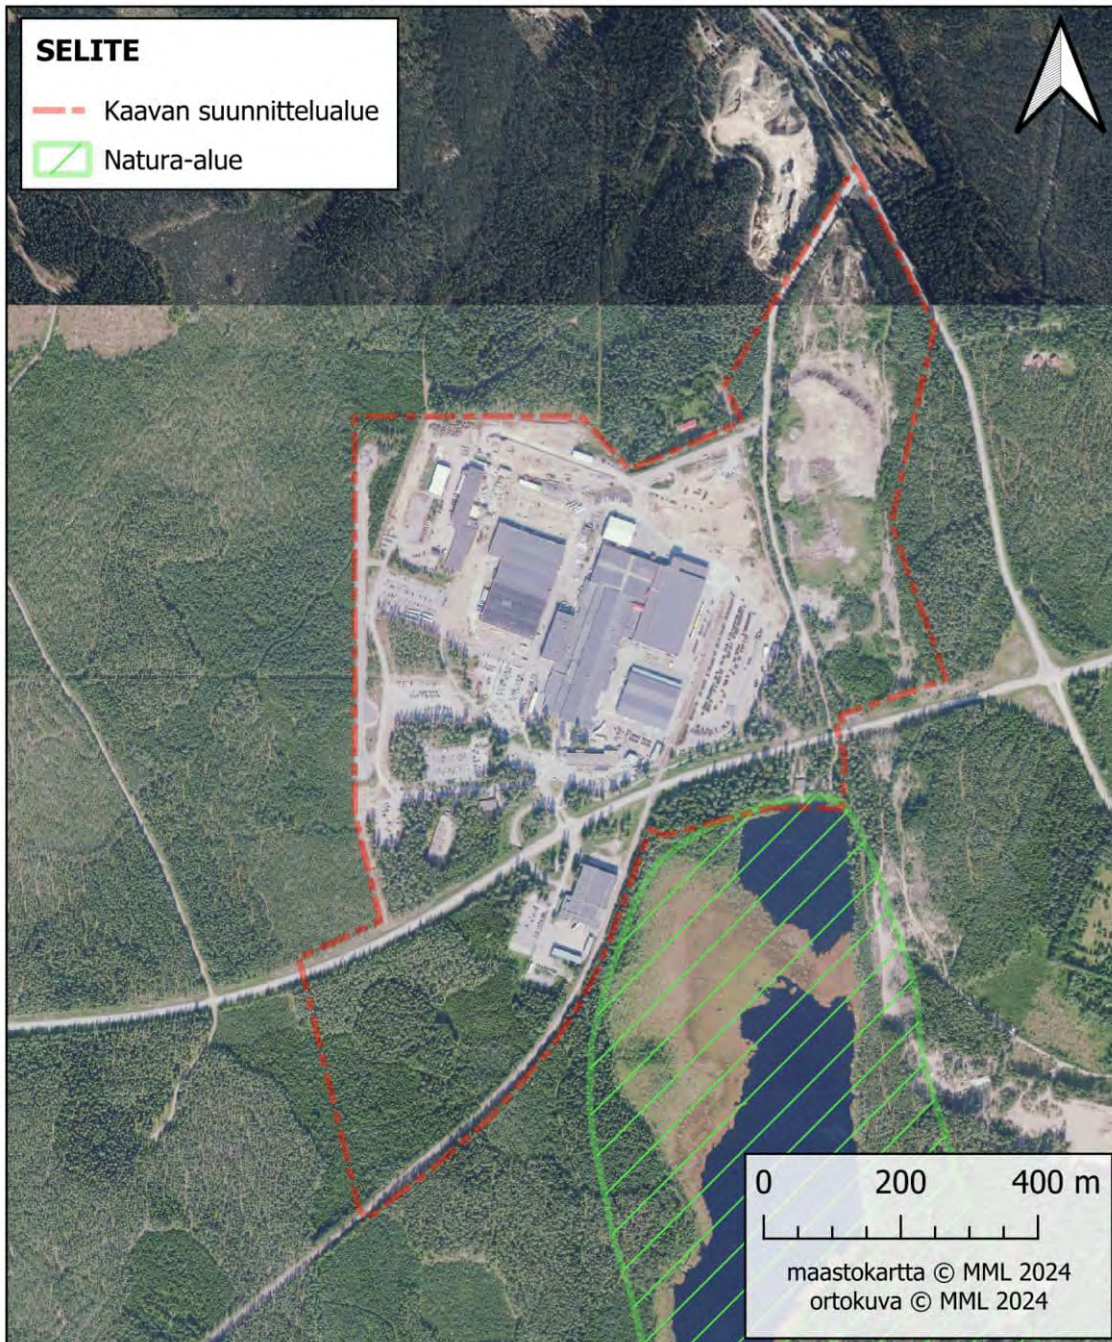 SELITE
Kaavan suunnittelualue
Natura-alue
0 200 400 m
maastokartta © MML 2024
ortokuva © MML 2024